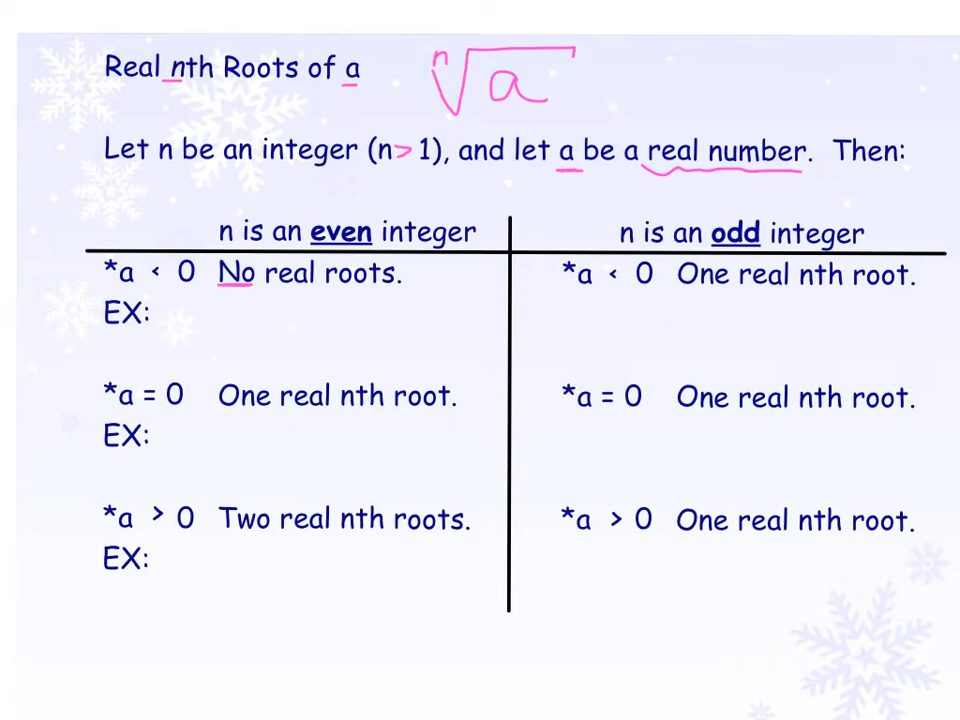 Real nth Roots of a ⁿ√a
Let n be an integer (n > 1), and let a be a real number. Then:
n is an even integer n is an odd integer
*a < 0 No real roots. *a < 0 One real nth root.
EX:
*a = 0 One real nth root. *a = 0 One real nth root.
EX:
*a > 0 Two real nth roots. *a > 0 One real nth root.
EX: